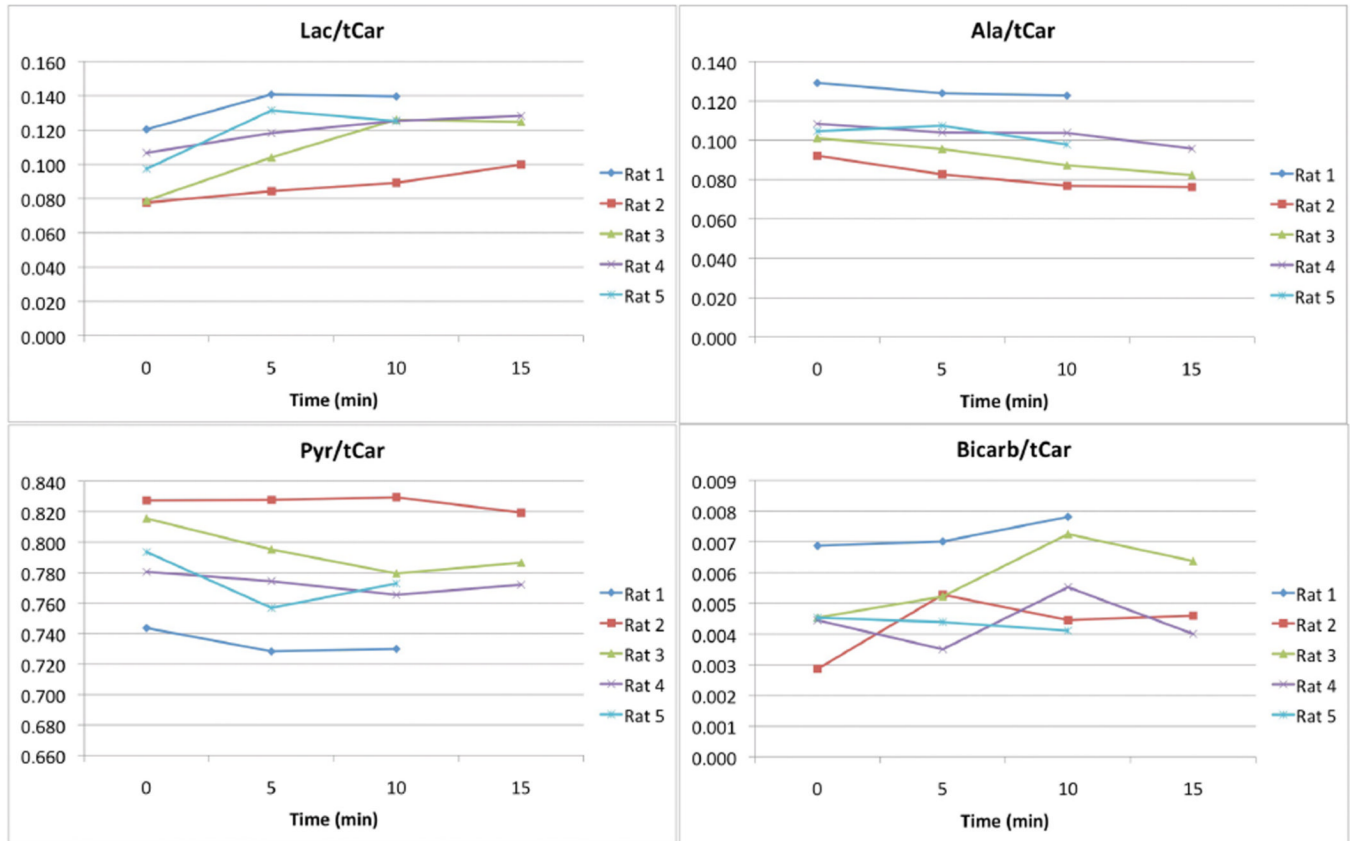 Lac/tCar
0.160
0.140
0.120
0.100
0.080
0.060
0.040
0.020
0.000
0 5 10 15
Time (min)
Rat 1
Rat 2
Rat 3
Rat 4
Rat 5
Ala/tCar
0.140
0.120
0.100
0.080
0.060
0.040
0.020
0.000
0 5 10 15
Time (min)
Rat 1
Rat 2
Rat 3
Rat 4
Rat 5
Pyr/tCar
0.840
0.820
0.800
0.780
0.760
0.740
0.720
0.700
0.680
0.660
0 5 10 15
Time (min)
Rat 1
Rat 2
Rat 3
Rat 4
Rat 5
Bicarb/tCar
0.009
0.008
0.007
0.006
0.005
0.004
0.003
0.002
0.001
0.000
0 5 10 15
Time (min)
Rat 1
Rat 2
Rat 3
Rat 4
Rat 5